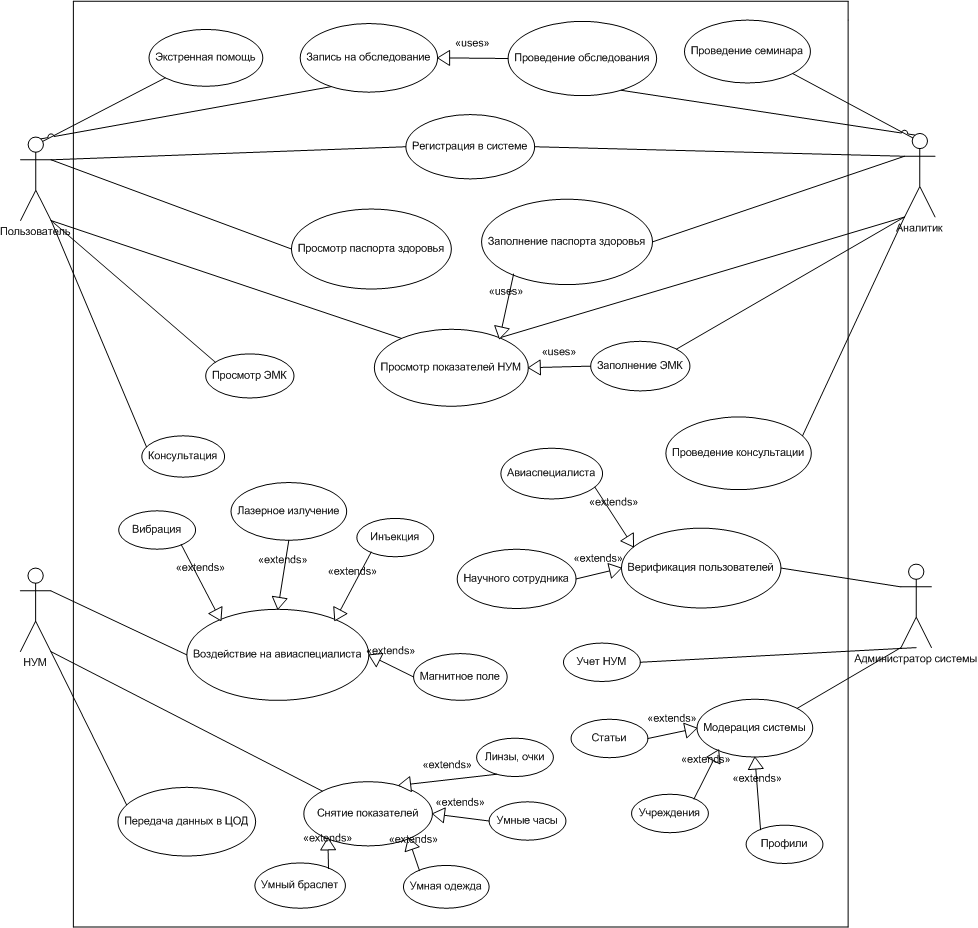 «uses»
Экстренная помощь
Запись на обследование
Проведение обследования
Проведение семинара
Регистрация в системе
Пользователь
Аналитик
Просмотр паспорта здоровья
Заполнение паспорта здоровья
«uses»
«uses»
Просмотр показателей НУМ
Заполнение ЭМК
Просмотр ЭМК
Консультация
Проведение консультации
Авиаспециалиста
«extends»
Лазерное излучение
Вибрация
Инъекция
«extends»
«extends»
«extends»
«extends»
Научного сотрудника
Верификация пользователей
НУМ
Воздействие на авиаспециалиста
«extends»
Магнитное поле
Учет НУМ
Администратор системы
«extends»
Статьи
Модерация системы
«extends»
«extends»
Линзы, очки
«extends»
«extends»
Учреждения
Передача данных в ЦОД
Снятие показателей
Умные часы
«extends»
«extends»
Профили
Умный браслет
Умная одежда